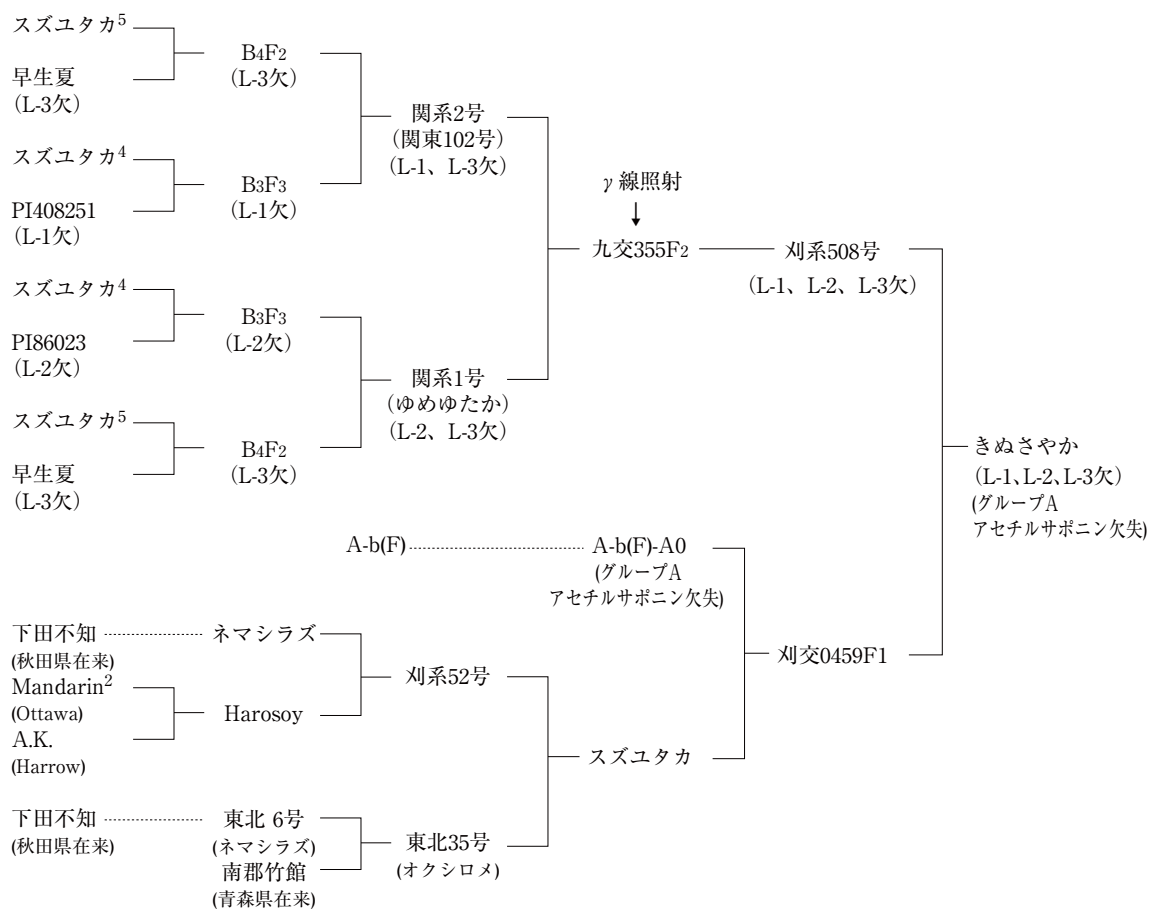 スズユタカ5
早生夏
(L-3欠)
B4F2
(L-3欠)
スズユタカ4
PI408251
(L-1欠)
B3F3
(L-1欠)
関系2号
(関東102号)
(L-1、L-3欠)
スズユタカ4
PI86023
(L-2欠)
B3F3
(L-2欠)
スズユタカ5
早生夏
(L-3欠)
B4F2
(L-3欠)
関系1号
(ゆめゆたか)
(L-2、L-3欠)
γ線照射
九交355F2
刈系508号
(L-1、L-2、L-3欠)
きぬさやか
(L-1、L-2、L-3欠)
(グループA
アセチルサポニン欠失)
A-b(F)
A-b(F)-A0
(グループA
アセチルサポニン欠失)
下田不知
(秋田県在来)
ネマシラズ
Mandarin2
(Ottawa)
A.K.
(Harrow)
Harosoy
刈系52号
下田不知
(秋田県在来)
東北 6号
(ネマシラズ)
南郡竹館
(青森県在来)
東北35号
(オクシロメ)
スズユタカ
刈交0459F1